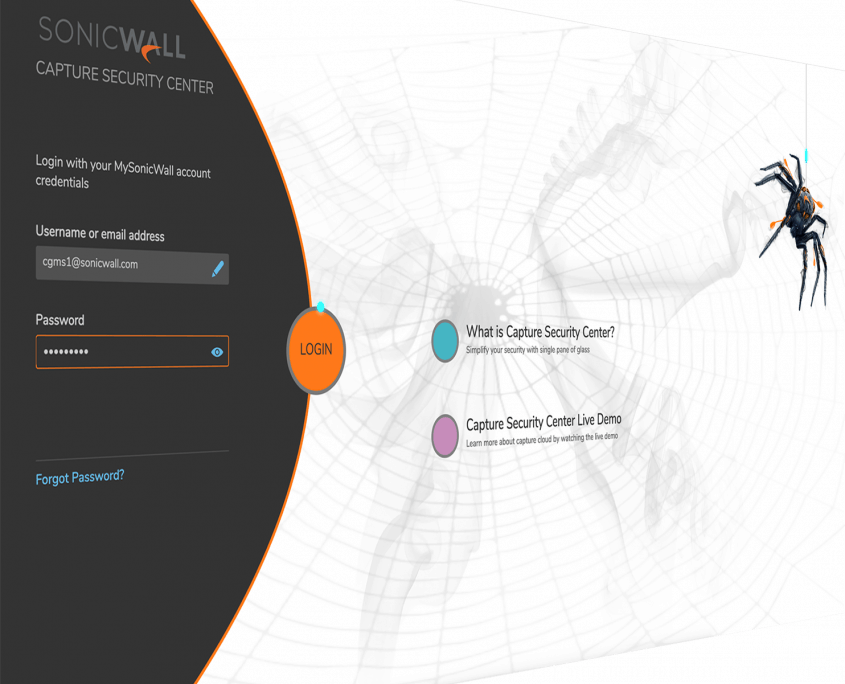 SONICWALL
CAPTURE SECURITY CENTER
Login with your MySonicWall account
credentials
Username or email address
cgms1@sonicwall.com
Password
•••••••••
Forgot Password?
LOGIN
What is Capture Security Center?
Simplify your security with single pane of glass
Capture Security Center Live Demo
Learn more about capture cloud by watching the live demo